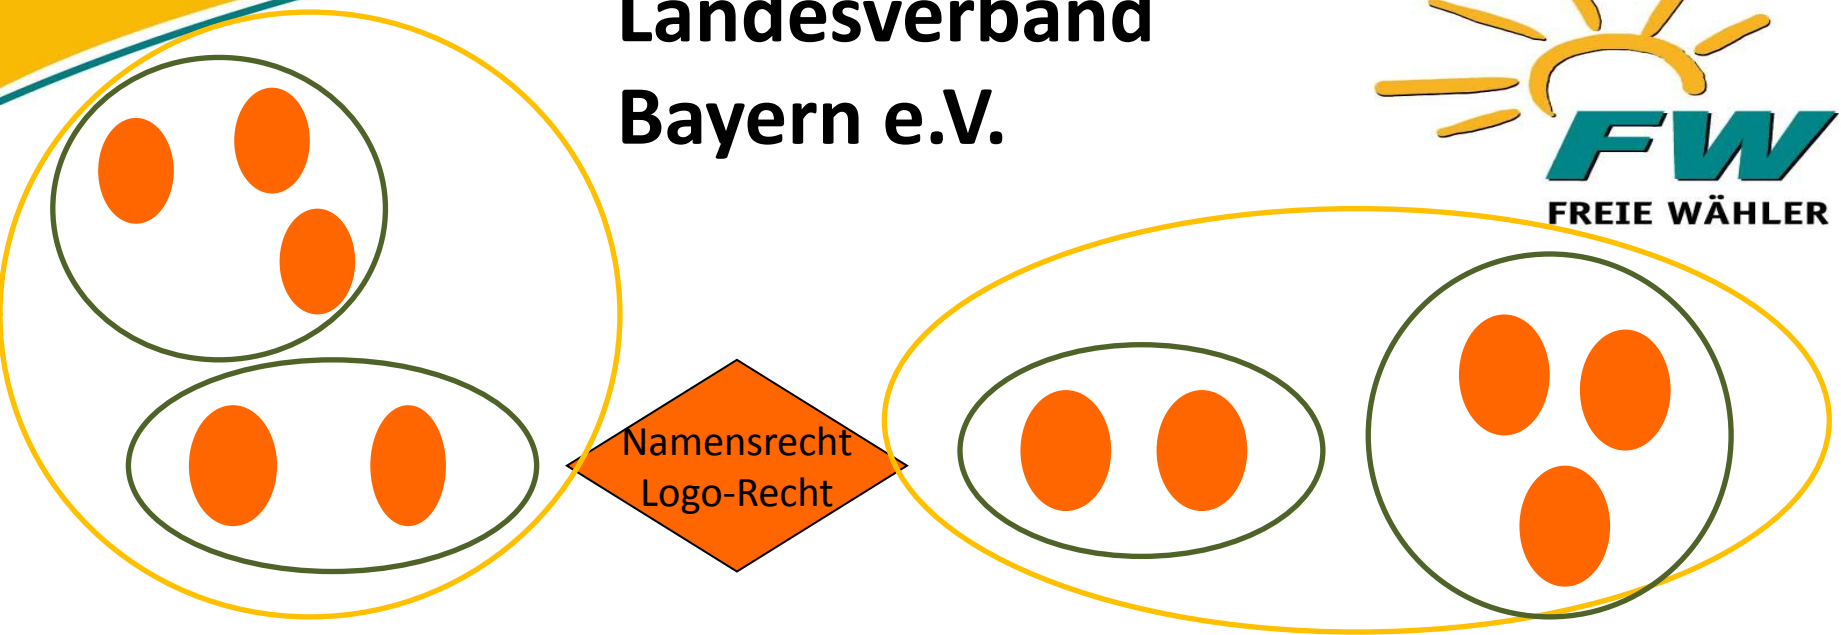 Landesverband
Bayern e.V.
FW
FREIE WÄHLER
Namensrecht
Logo-Recht